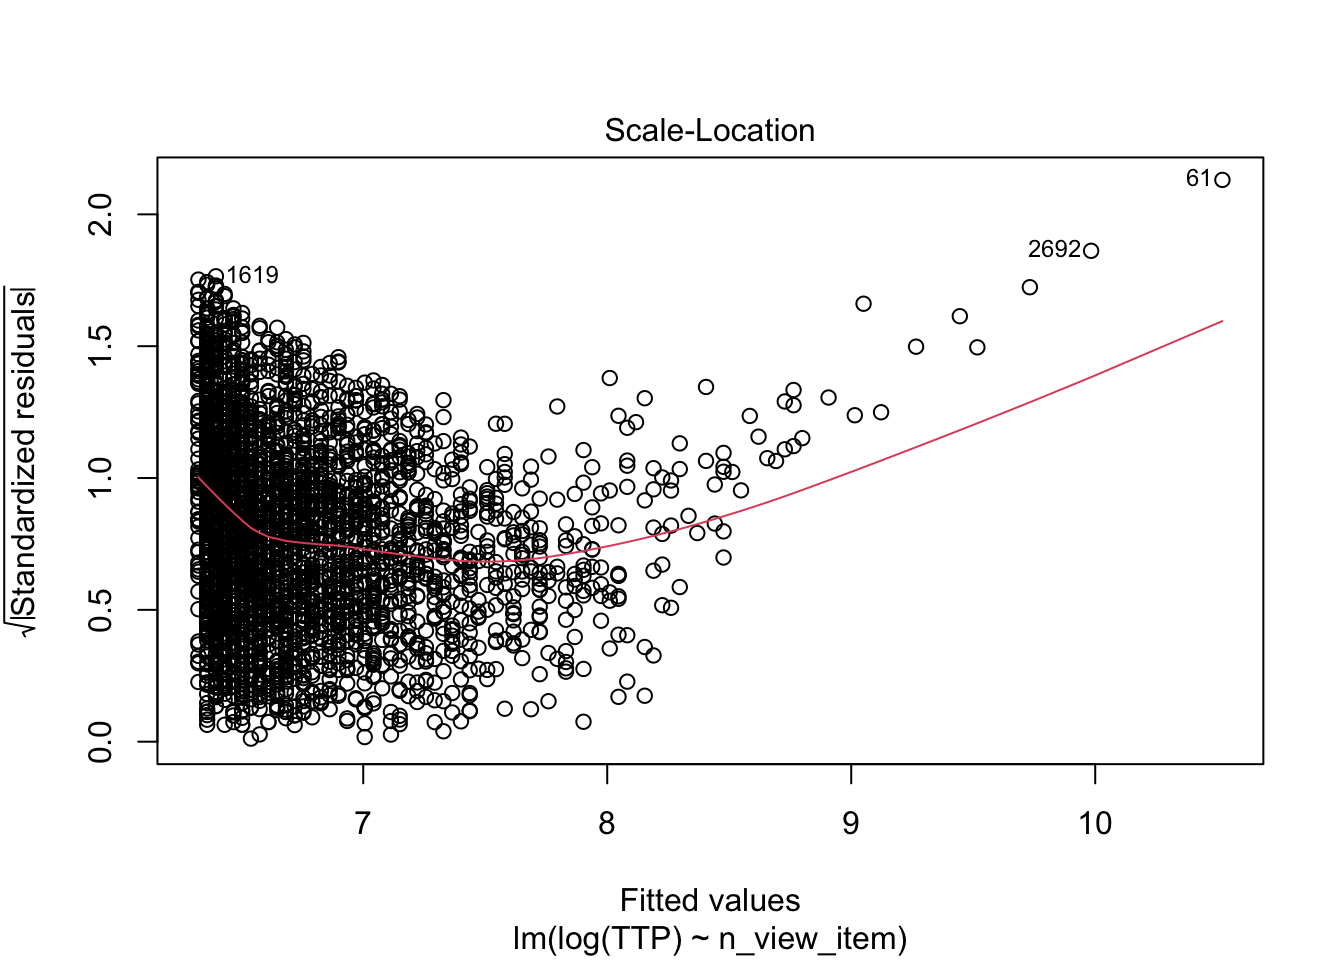 Scale-Location
61
2692
1619
√|Standardized residuals|
2.0
1.5
1.0
0.5
0.0
7 8 9 10
Fitted values
lm(log(TTP) ~ n_view_item)